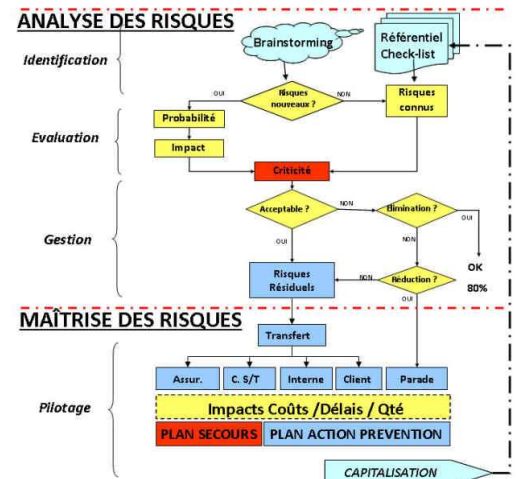 ANALYSE DES RISQUES
Brainstorming
Référentiel
Check-list
Identification
OUI
Risques
nouveaux ?
NON
Risques
connus
Probabilité
Evaluation
Impact
Criticité
Acceptable ?
NON
Elimination ?
OUI
Gestion
OUI
NON
Risques
Résiduels
NON
Réduction ?
OK
80%
OUI
MAÎTRISE DES RISQUES
Transfert
Assur.
C. S/T
Interne
Client
Parade
Pilotage
Impacts Coûts /Délais / Qté
PLAN SECOURS
PLAN ACTION PREVENTION
CAPITALISATION